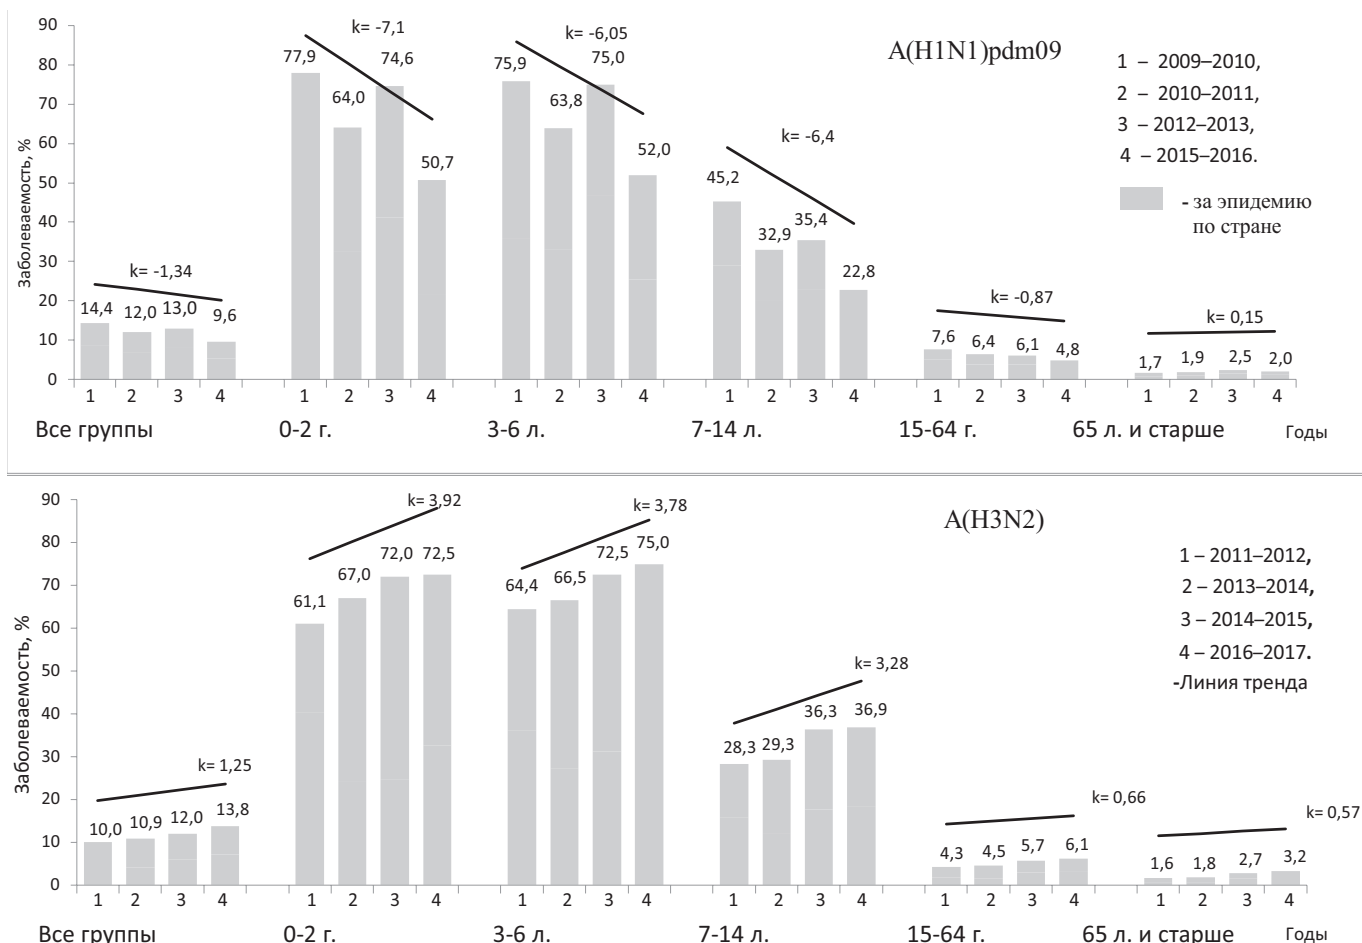 90
80
70
60
50
40
30
20
10
0
Заболеваемость, %
k= -1,34
14,4 12,0 13,0 9,6
k= -7,1
77,9 64,0 74,6 50,7
k= -6,05
75,9 63,8 75,0 52,0
k= -6,4
45,2 32,9 35,4 22,8
k= -0,87
7,6 6,4 6,1 4,8
k= 0,15
1,7 1,9 2,5 2,0
A(H1N1)pdm09
1 – 2009–2010,
2 – 2010–2011,
3 – 2012–2013,
4 – 2015–2016.
- за эпидемию
по стране
1 2 3 4 1 2 3 4 1 2 3 4 1 2 3 4 1 2 3 4 1 2 3 4
Все группы 0-2 г. 3-6 л. 7-14 л. 15-64 г. 65 л. и старше Годы
90
80
70
60
50
40
30
20
10
0
Заболеваемость, %
k= 1,25
10,0 10,9 12,0 13,8
k= 3,92
61,1 67,0 72,0 72,5
k= 3,78
64,4 66,5 72,5 75,0
k= 3,28
28,3 29,3 36,3 36,9
k= 0,66
4,3 4,5 5,7 6,1
k= 0,57
1,6 1,8 2,7 3,2
A(H3N2)
1 – 2011–2012,
2 – 2013–2014,
3 – 2014–2015,
4 – 2016–2017.
-Линия тренда
1 2 3 4 1 2 3 4 1 2 3 4 1 2 3 4 1 2 3 4 1 2 3 4
Все группы 0-2 г. 3-6 л. 7-14 л. 15-64 г. 65 л. и старше Годы